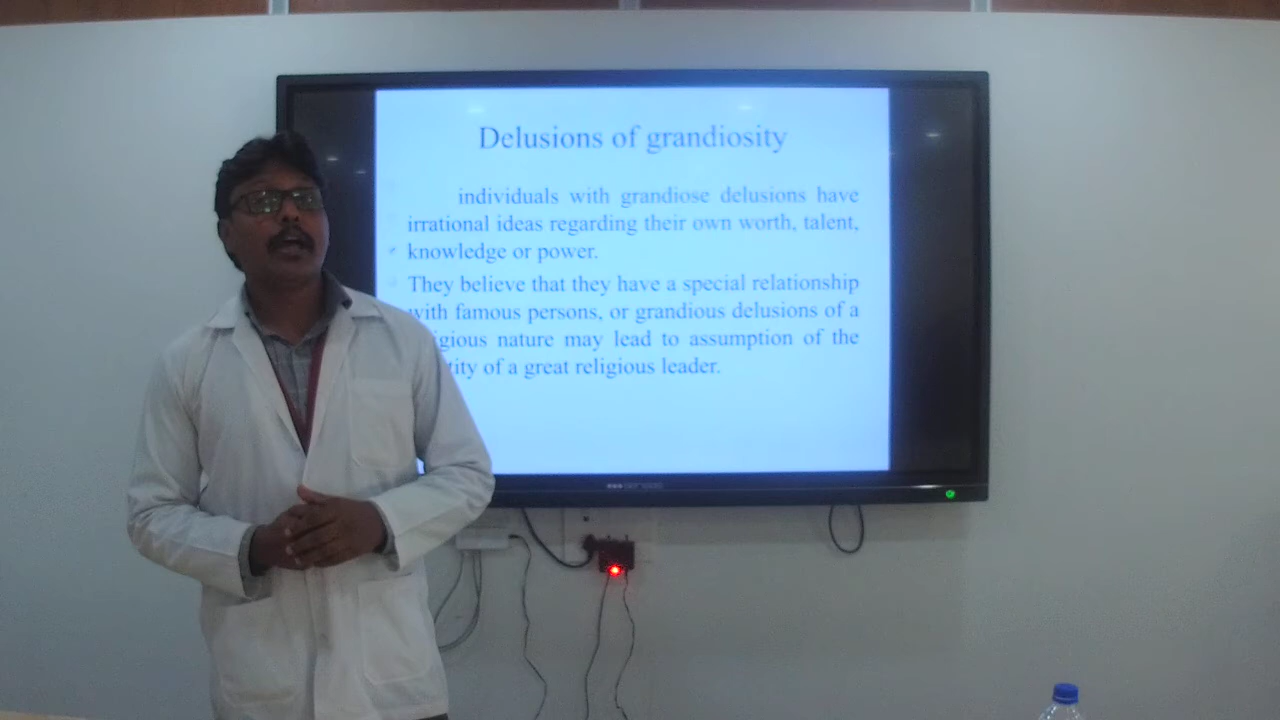 Delusions of grandiosity
individuals with grandiose delusions have
irrational ideas regarding their own worth, talent,
knowledge or power.
They believe that they have a special relationship
with famous persons, or grandious delusions of a
igious nature may lead to assumption of the
tity of a great religious leader.